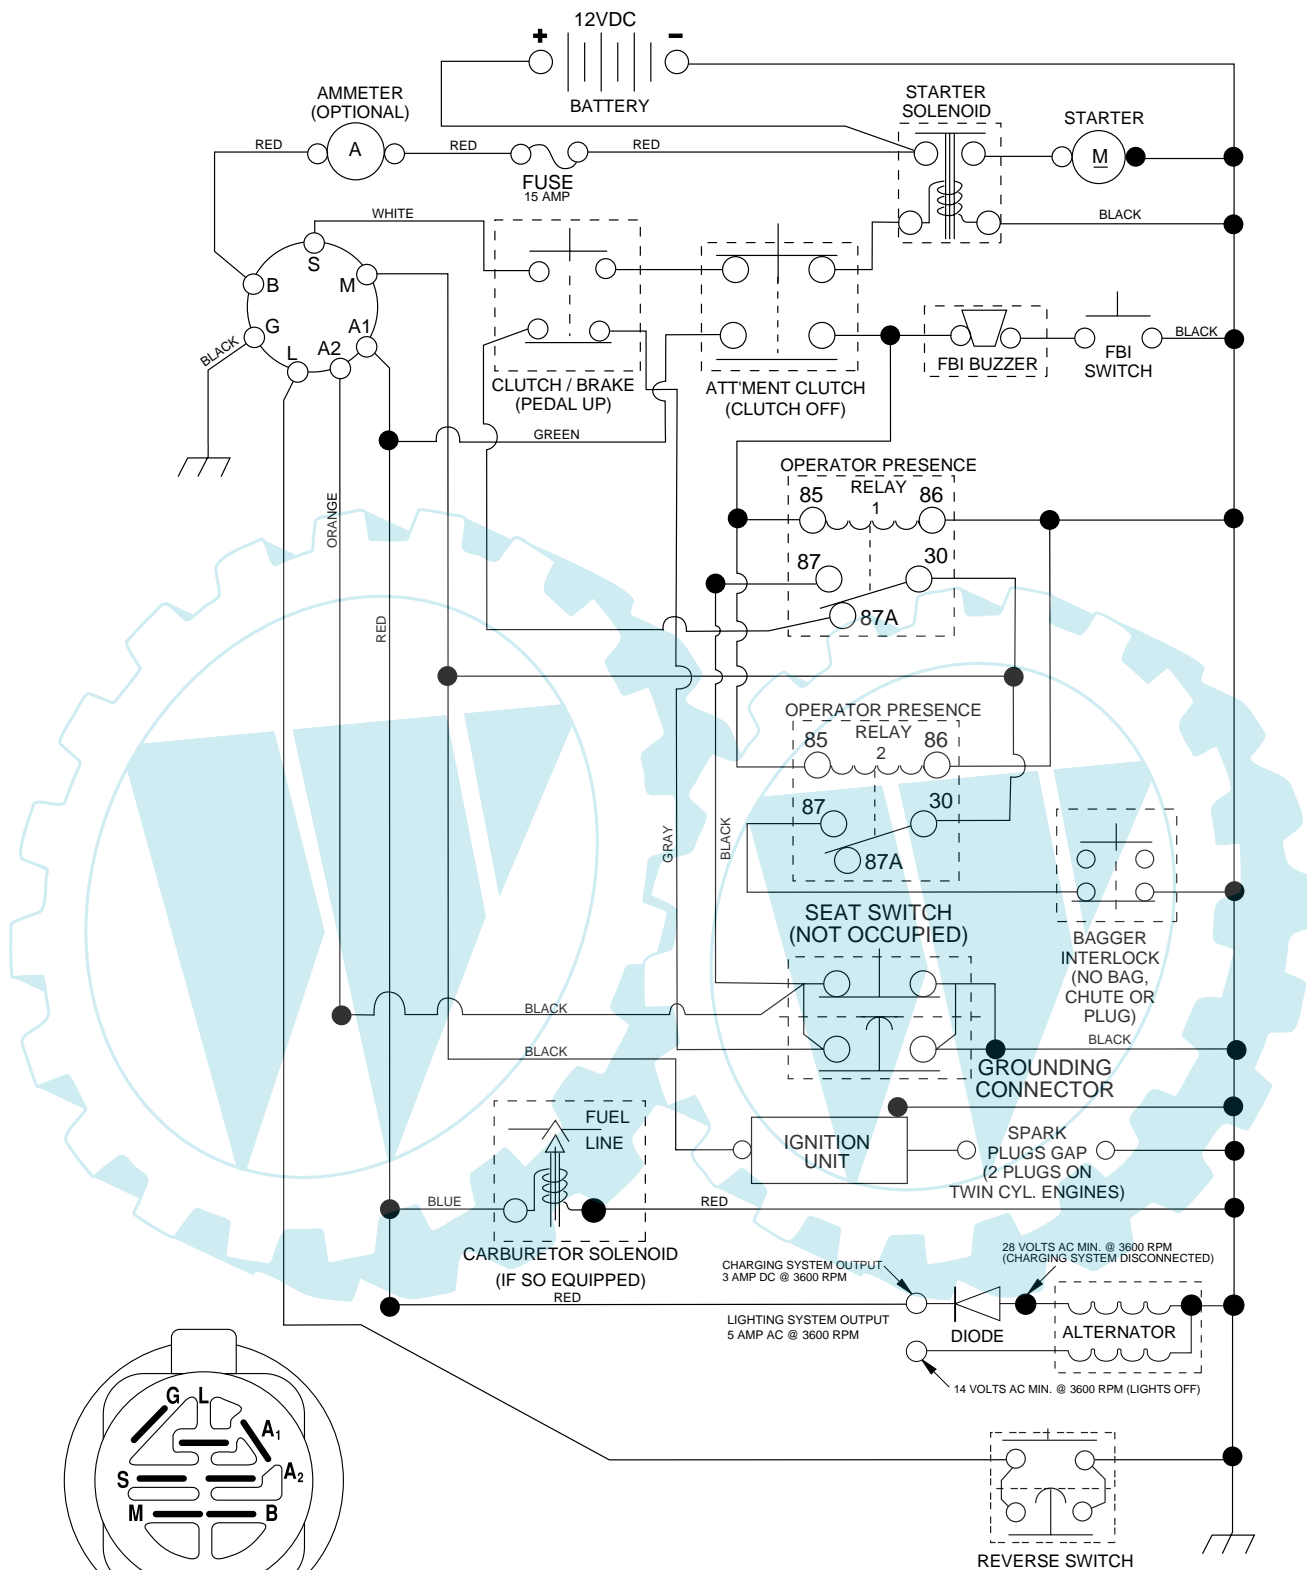 12VDC
+
-
BATTERY
AMMETER
(OPTIONAL)
STARTER
SOLENOID
STARTER
RED
A
RED
RED
M
FUSE
15 AMP
WHITE
BLACK
S
B
M
G
A1
L
A2
BLACK
BLACK
FBI BUZZER
FBI
SWITCH
CLUTCH / BRAKE
(PEDAL UP)
ATT'MENT CLUTCH
(CLUTCH OFF)
GREEN
OPERATOR PRESENCE
RELAY
1
85
86
ORANGE
87
30
87A
RED
OPERATOR PRESENCE
RELAY
2
85
86
87
30
87A
GRAY
BLACK
SEAT SWITCH
(NOT OCCUPIED)
BAGGER
INTERLOCK
(NO BAG,
CHUTE OR
PLUG)
BLACK
BLACK
BLACK
GROUNDING
CONNECTOR
FUEL
LINE
IGNITION
UNIT
SPARK
PLUGS GAP
(2 PLUGS ON
TWIN CYL. ENGINES)
BLUE
RED
CARBURETOR SOLENOID
(IF SO EQUIPPED)
RED
CHARGING SYSTEM OUTPUT
3 AMP DC @ 3600 RPM
28 VOLTS AC MIN. @ 3600 RPM
(CHARGING SYSTEM DISCONNECTED)
LIGHTING SYSTEM OUTPUT
5 AMP AC @ 3600 RPM
DIODE
ALTERNATOR
14 VOLTS AC MIN. @ 3600 RPM (LIGHTS OFF)
G
L
A1
S
A2
M
B
REVERSE SWITCH